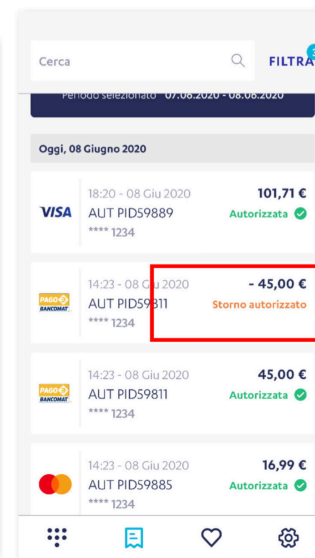 Cerca
FILTRA
Periodo selezionato 07.06.2020 - 08.06.2020
Oggi, 08 Giugno 2020
VISA
18:20 - 08 Giu 2020
101,71 €
AUT PID59889
Autorizzata
**** 1234
PAGO
BANCOMAT
14:23 - 08 Giu 2020
- 45,00 €
AUT PID59811
Storno autorizzato
**** 1234
PAGO
BANCOMAT
14:23 - 08 Giu 2020
45,00 €
AUT PID59811
Autorizzata
**** 1234
14:23 - 08 Giu 2020
16,99 €
AUT PID59885
Autorizzata
**** 1234